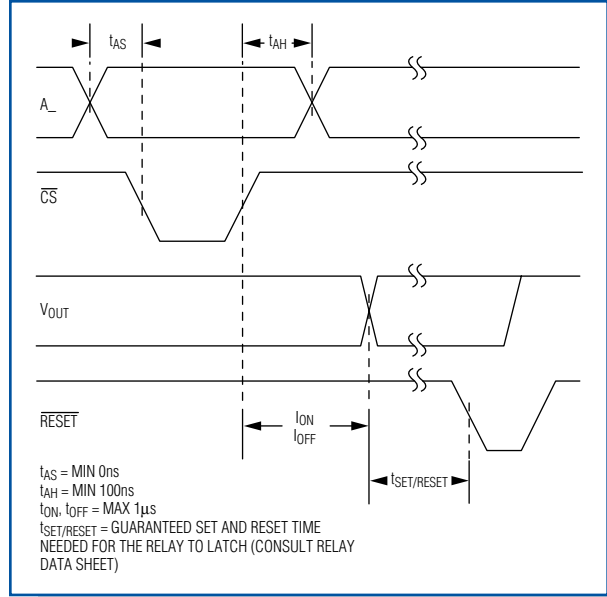 tAS
tAH
A_
CS
VOUT
RESET
ION
IOFF
tSET/RESET
tAS = MIN 0ns
tAH = MIN 100ns
tON, tOFF = MAX 1μs
tSET/RESET = GUARANTEED SET AND RESET TIME
NEEDED FOR THE RELAY TO LATCH (CONSULT RELAY
DATA SHEET)